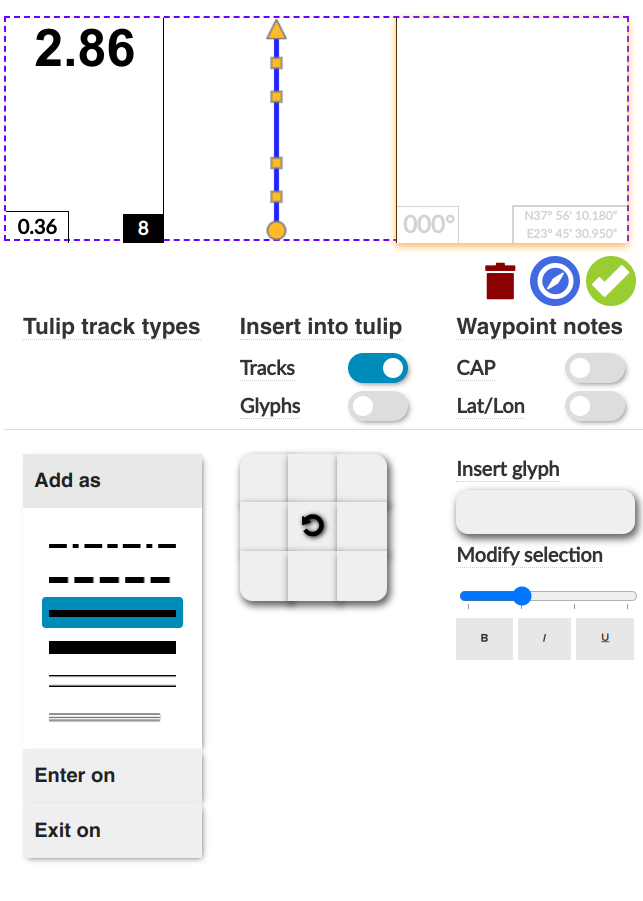 2.86
0.36
8
000°
N37° 56' 10.180"
E23° 45' 30.950"
Tulip track types
Insert into tulip
Waypoint notes
Tracks
CAP
Glyphs
Lat/Lon
Add as
Insert glyph
Modify selection
B
I
U
Enter on
Exit on